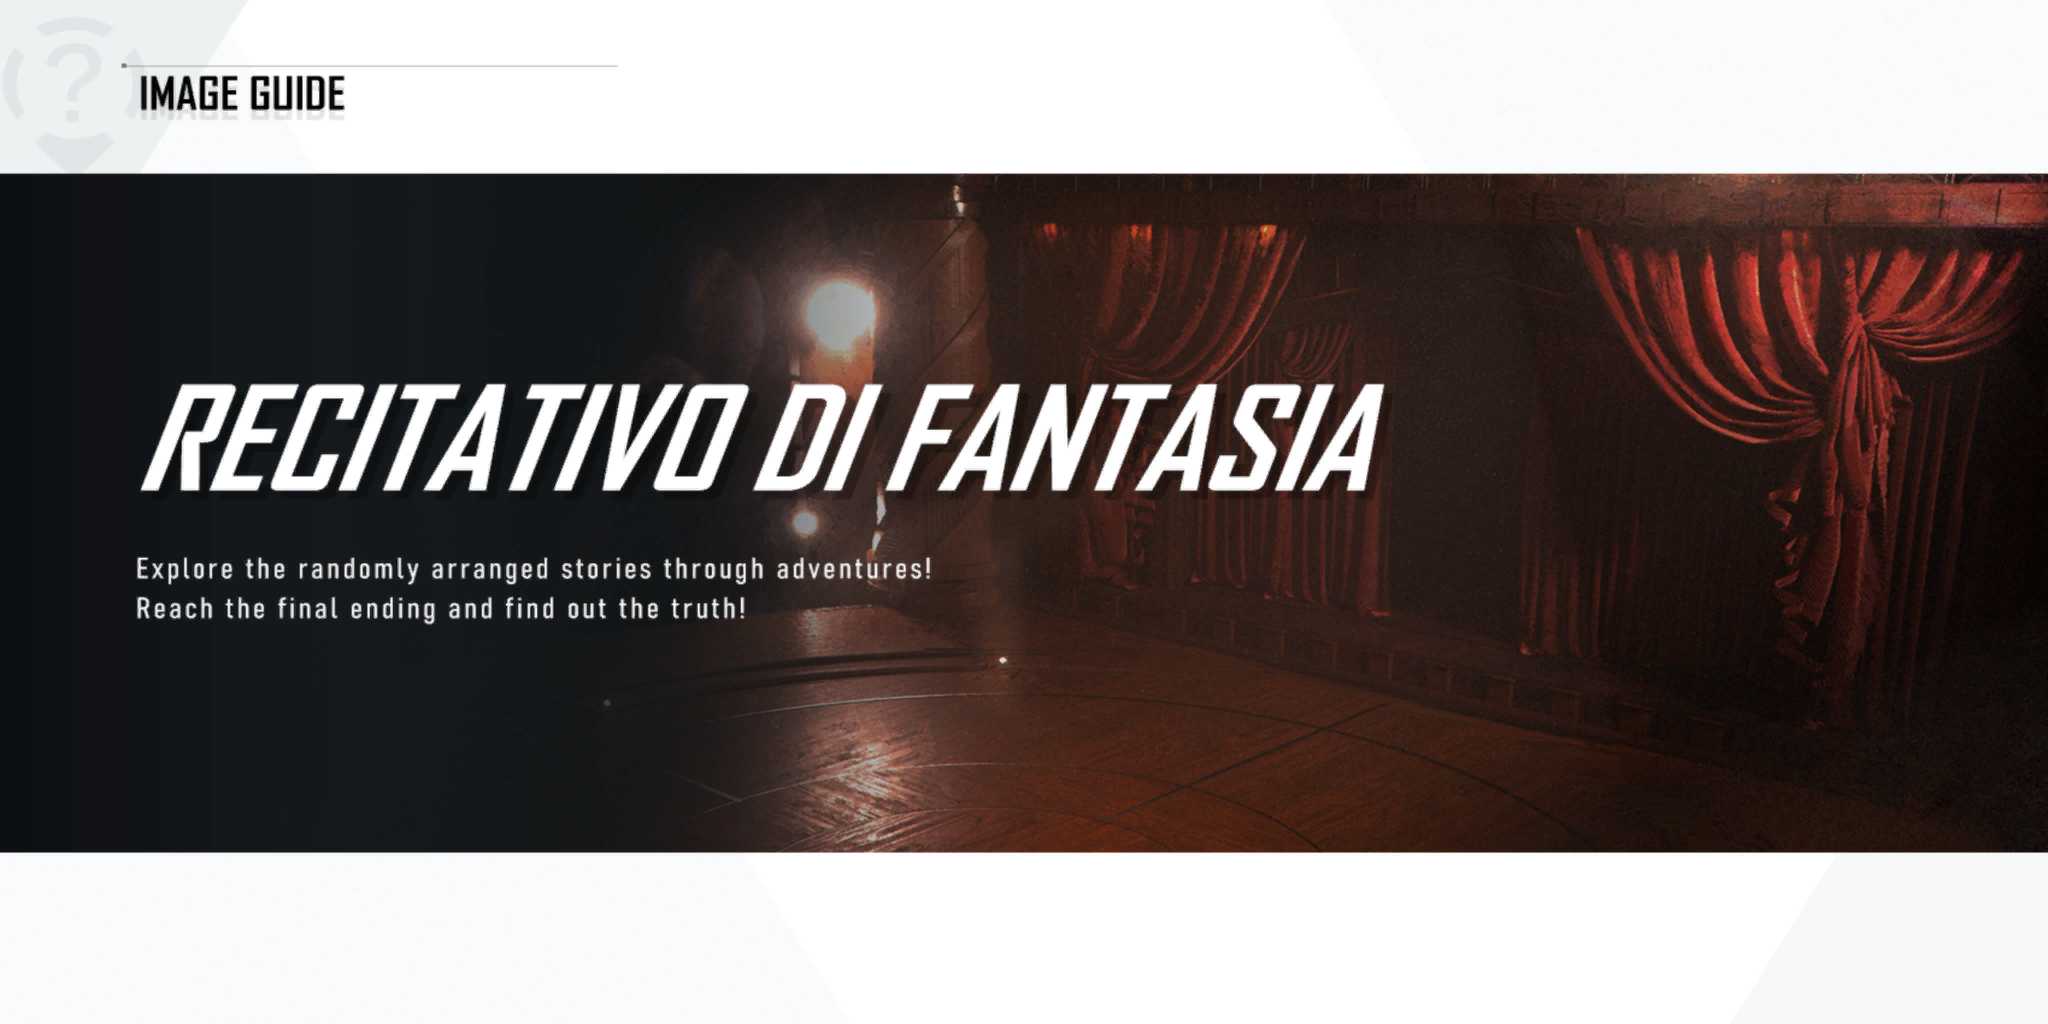 IMAGE GUIDE
RECITATIVO DI FANTASIA
Explore the randomly arranged stories through adventures!
Reach the final ending and find out the truth!